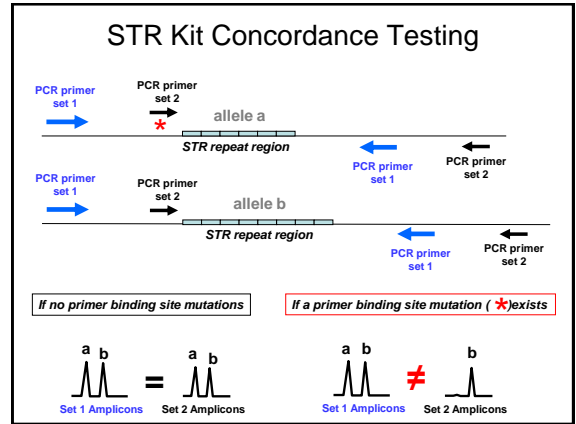 STR Kit Concordance Testing
PCR primer
set 1
PCR primer
set 2
*
allele a
STR repeat region
PCR primer
set 1
PCR primer
set 2
PCR primer
set 1
PCR primer
set 2
allele b
STR repeat region
PCR primer
set 1
PCR primer
set 2
If no primer binding site mutations
If a primer binding site mutation ( *)exists
a b
=
a b
Set 1 Amplicons
Set 2 Amplicons
a b
≠
b
Set 1 Amplicons
Set 2 Amplicons